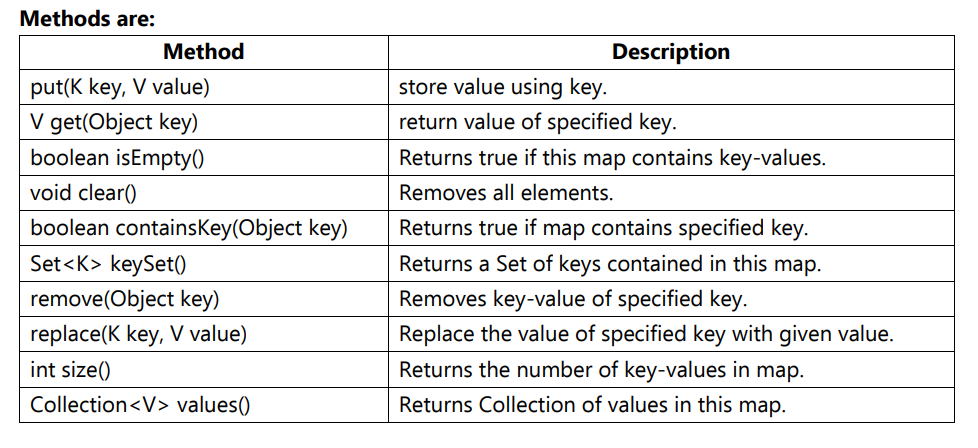 Methods are:
Method Description
put(K key, V value) store value using key.
V get(Object key) return value of specified key.
boolean isEmpty() Returns true if this map contains key-values.
void clear() Removes all elements.
boolean containsKey(Object key) Returns true if map contains specified key.
Set<K> keySet() Returns a Set of keys contained in this map.
remove(Object key) Removes key-value of specified key.
replace(K key, V value) Replace the value of specified key with given value.
int size() Returns the number of key-values in map.
Collection<V> values() Returns Collection of values in this map.